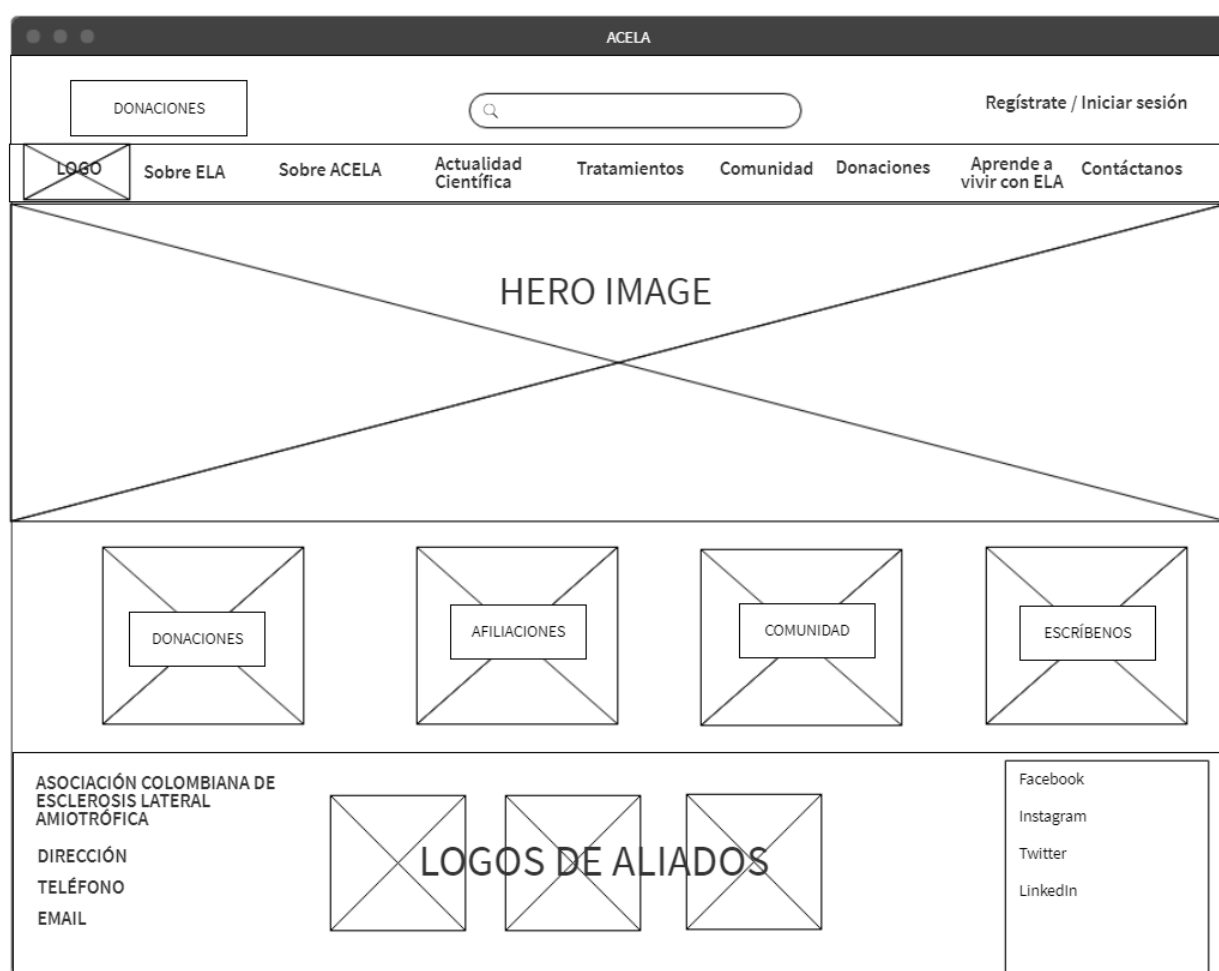 ACELA
DONACIONES
Regístrate / Iniciar sesión
LOGO
Sobre ELA
Sobre ACELA
Actualidad
Científica
Tratamientos
Comunidad
Donaciones
Aprende a
vivir con ELA
Contáctanos
HERO IMAGE
DONACIONES
AFILIACIONES
COMUNIDAD
ESCRÍBENOS
ASOCIACIÓN COLOMBIANA DE
ESCLEROSIS LATERAL
AMIOTRÓFICA
DIRECCIÓN
TELÉFONO
EMAIL
LOGOS DE ALIADOS
Facebook
Instagram
Twitter
LinkedIn